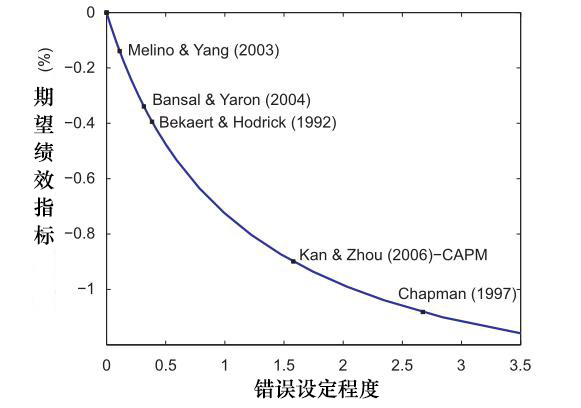 0
Melino & Yang (2003)
(%)
−0.2
期望绩效指标
Bansal & Yaron (2004)
−0.4
Bekaert & Hodrick (1992)
−0.6
−0.8
Kan & Zhou (2006)−CAPM
−1
Chapman (1997)
0 0.5 1 1.5 2 2.5 3 3.5
错误设定程度